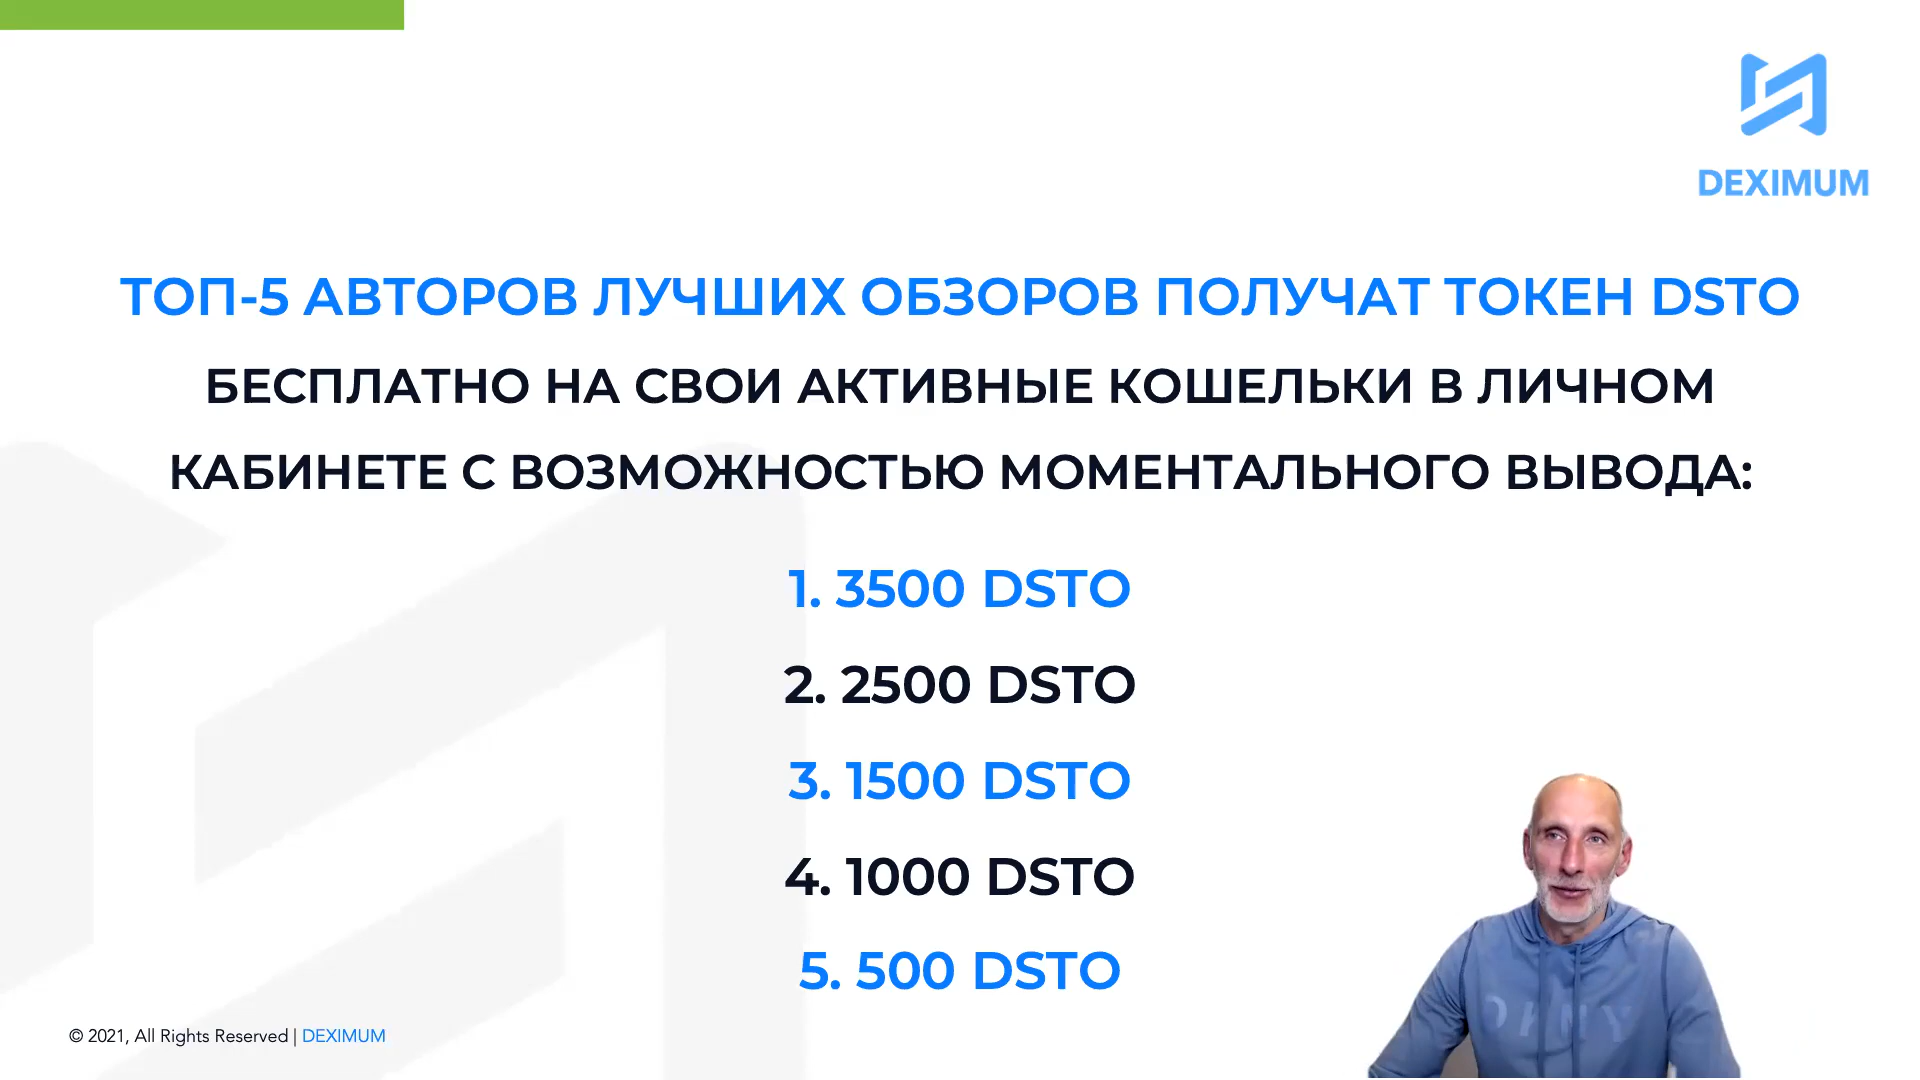 DEXIMUM
ТОП-5 АВТОРОВ ЛУЧШИХ ОБЗОРОВ ПОЛУЧАТ ТОКЕН DSTO
БЕСПЛАТНО НА СВОИ АКТИВНЫЕ КОШЕЛЬКИ В ЛИЧНОМ
КАБИНЕТЕ С ВОЗМОЖНОСТЬЮ МОМЕНТАЛЬНОГО ВЫВОДА:
1. 3500 DSTO
2. 2500 DSTO
3. 1500 DSTO
4. 1000 DSTO
5. 500 DSTO
DKNY
© 2021, All Rights Reserved | DEXIMUM